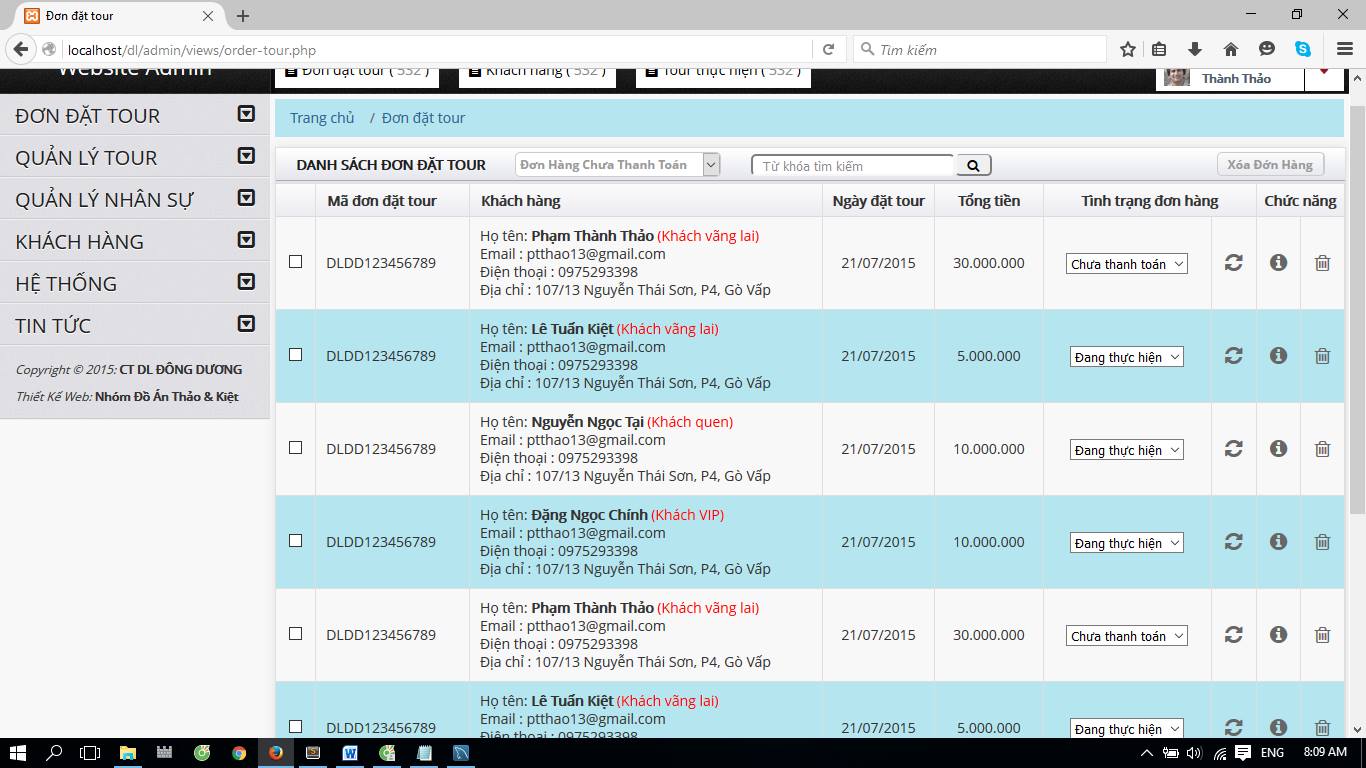 Đơn đặt tour
localhost/dl/admin/views/order-tour.php
Tìm kiếm
Website Admin
Đơn đặt tour ( 532 )
Khách hàng ( 532 )
Tour thực hiện ( 532 )
Thành Thảo
ĐƠN ĐẶT TOUR
QUẢN LÝ TOUR
QUẢN LÝ NHÂN SỰ
KHÁCH HÀNG
HỆ THỐNG
TIN TỨC
Copyright © 2015: CT DL ĐÔNG DƯƠNG
Thiết Kế Web: Nhóm Đồ Án Thảo & Kiệt
Trang chủ / Đơn đặt tour
DANH SÁCH ĐƠN ĐẶT TOUR Đơn Hàng Chưa Thanh Toán Từ khóa tìm kiếm Xóa Đớn Hàng
Mã đơn đặt tour Khách hàng Ngày đặt tour Tổng tiền Tình trạng đơn hàng Chức năng
Họ tên: Phạm Thành Thảo (Khách vãng lai)
Email : ptthao13@gmail.com
DLDD123456789 Điện thoại : 0975293398 21/07/2015 30.000.000 Chưa thanh toán
Địa chỉ : 107/13 Nguyễn Thái Sơn, P4, Gò Vấp
Họ tên: Lê Tuấn Kiệt (Khách vãng lai)
Email : ptthao13@gmail.com
DLDD123456789 Điện thoại : 0975293398 21/07/2015 5.000.000 Đang thực hiện
Địa chỉ : 107/13 Nguyễn Thái Sơn, P4, Gò Vấp
Họ tên: Nguyễn Ngọc Tại (Khách quen)
Email : ptthao13@gmail.com
DLDD123456789 Điện thoại : 0975293398 21/07/2015 10.000.000 Đang thực hiện
Địa chỉ : 107/13 Nguyễn Thái Sơn, P4, Gò Vấp
Họ tên: Đặng Ngọc Chính (Khách VIP)
Email : ptthao13@gmail.com
DLDD123456789 Điện thoại : 0975293398 21/07/2015 10.000.000 Đang thực hiện
Địa chỉ : 107/13 Nguyễn Thái Sơn, P4, Gò Vấp
Họ tên: Phạm Thành Thảo (Khách vãng lai)
Email : ptthao13@gmail.com
DLDD123456789 Điện thoại : 0975293398 21/07/2015 30.000.000 Chưa thanh toán
Địa chỉ : 107/13 Nguyễn Thái Sơn, P4, Gò Vấp
Họ tên: Lê Tuấn Kiệt (Khách vãng lai)
Email : ptthao13@gmail.com
DLDD123456789 Điện thoại : 0975293398 21/07/2015 5.000.000 Đang thực hiện
ENG 8:09 AM